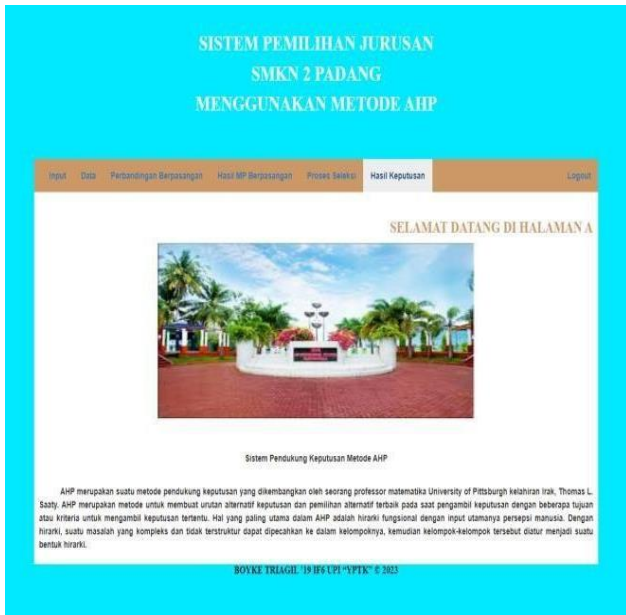 SISTEM PEMILIHAN JURUSAN
SMKN 2 PADANG
MENGGUNAKAN METODE AHP
Input Data Perbandingan Berpasangan Hasil MP Berpasangan Proses Seleksi Hasil Keputusan Logout
SELAMAT DATANG DI HALAMAN A
Sistem Pendukung Keputusan Metode AHP
AHP merupakan suatu metode pendukung keputusan yang dikembangkan oleh seorang professor matematika University of Pittsburgh kelahiran Irak, Thomas L.
Saaty. AHP merupakan metode untuk membuat urutan alternatif keputusan dan pemilihan alternatif terbaik pada saat pengambil keputusan dengan beberapa tujuan
atau kriteria untuk mengambil keputusan tertentu. Hal yang paling utama dalam AHP adalah hirarki fungsional dengan input utamanya persepsi manusia. Dengan
hirarki, suatu masalah yang kompleks dan tidak terstruktur dapat dipecahkan ke dalam kelompoknya, kemudian kelompok-kelompok tersebut diatur menjadi suatu
bentuk hirarki.
BOYKE TRIAGIL '19 IF6 UPI “YPTK” © 2023